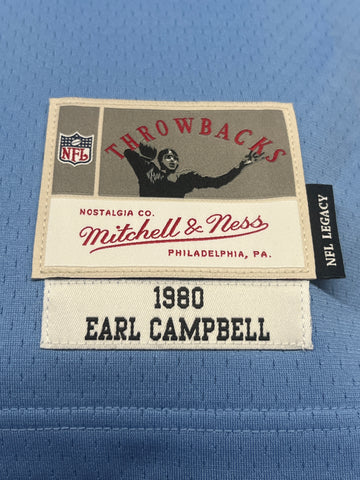 THROWBACKS
NFL
NOSTALGIA CO.
Mitchell & Ness
PHILADELPHIA, PA.
NFL LEGACY
1980
EARL CAMPBELL